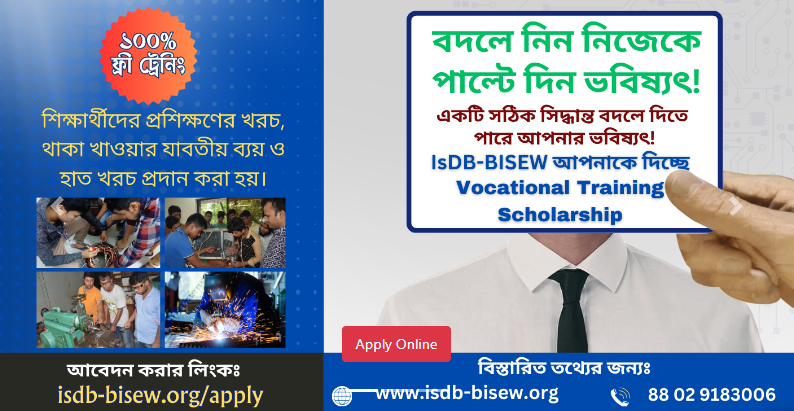 ১০০%
ফ্রী ট্রেনিং
শিক্ষার্থীদের প্রশিক্ষণের খরচ,
থাকা খাওয়ার যাবতীয় ব্যয় ও
হাত খরচ প্রদান করা হয়।
আবেদন করার লিংকঃ
isdb-bisew.org/apply
বদলে নিন নিজেকে
পাল্টে দিন ভবিষ্যৎ!
একটি সঠিক সিদ্ধান্ত বদলে দিতে
পারে আপনার ভবিষ্যৎ!
IsDB-BISEW আপনাকে দিচ্ছে
Vocational Training
Scholarship
Apply Online
বিস্তারিত তথ্যের জন্যঃ
www.isdb-bisew.org
88 02 9183006